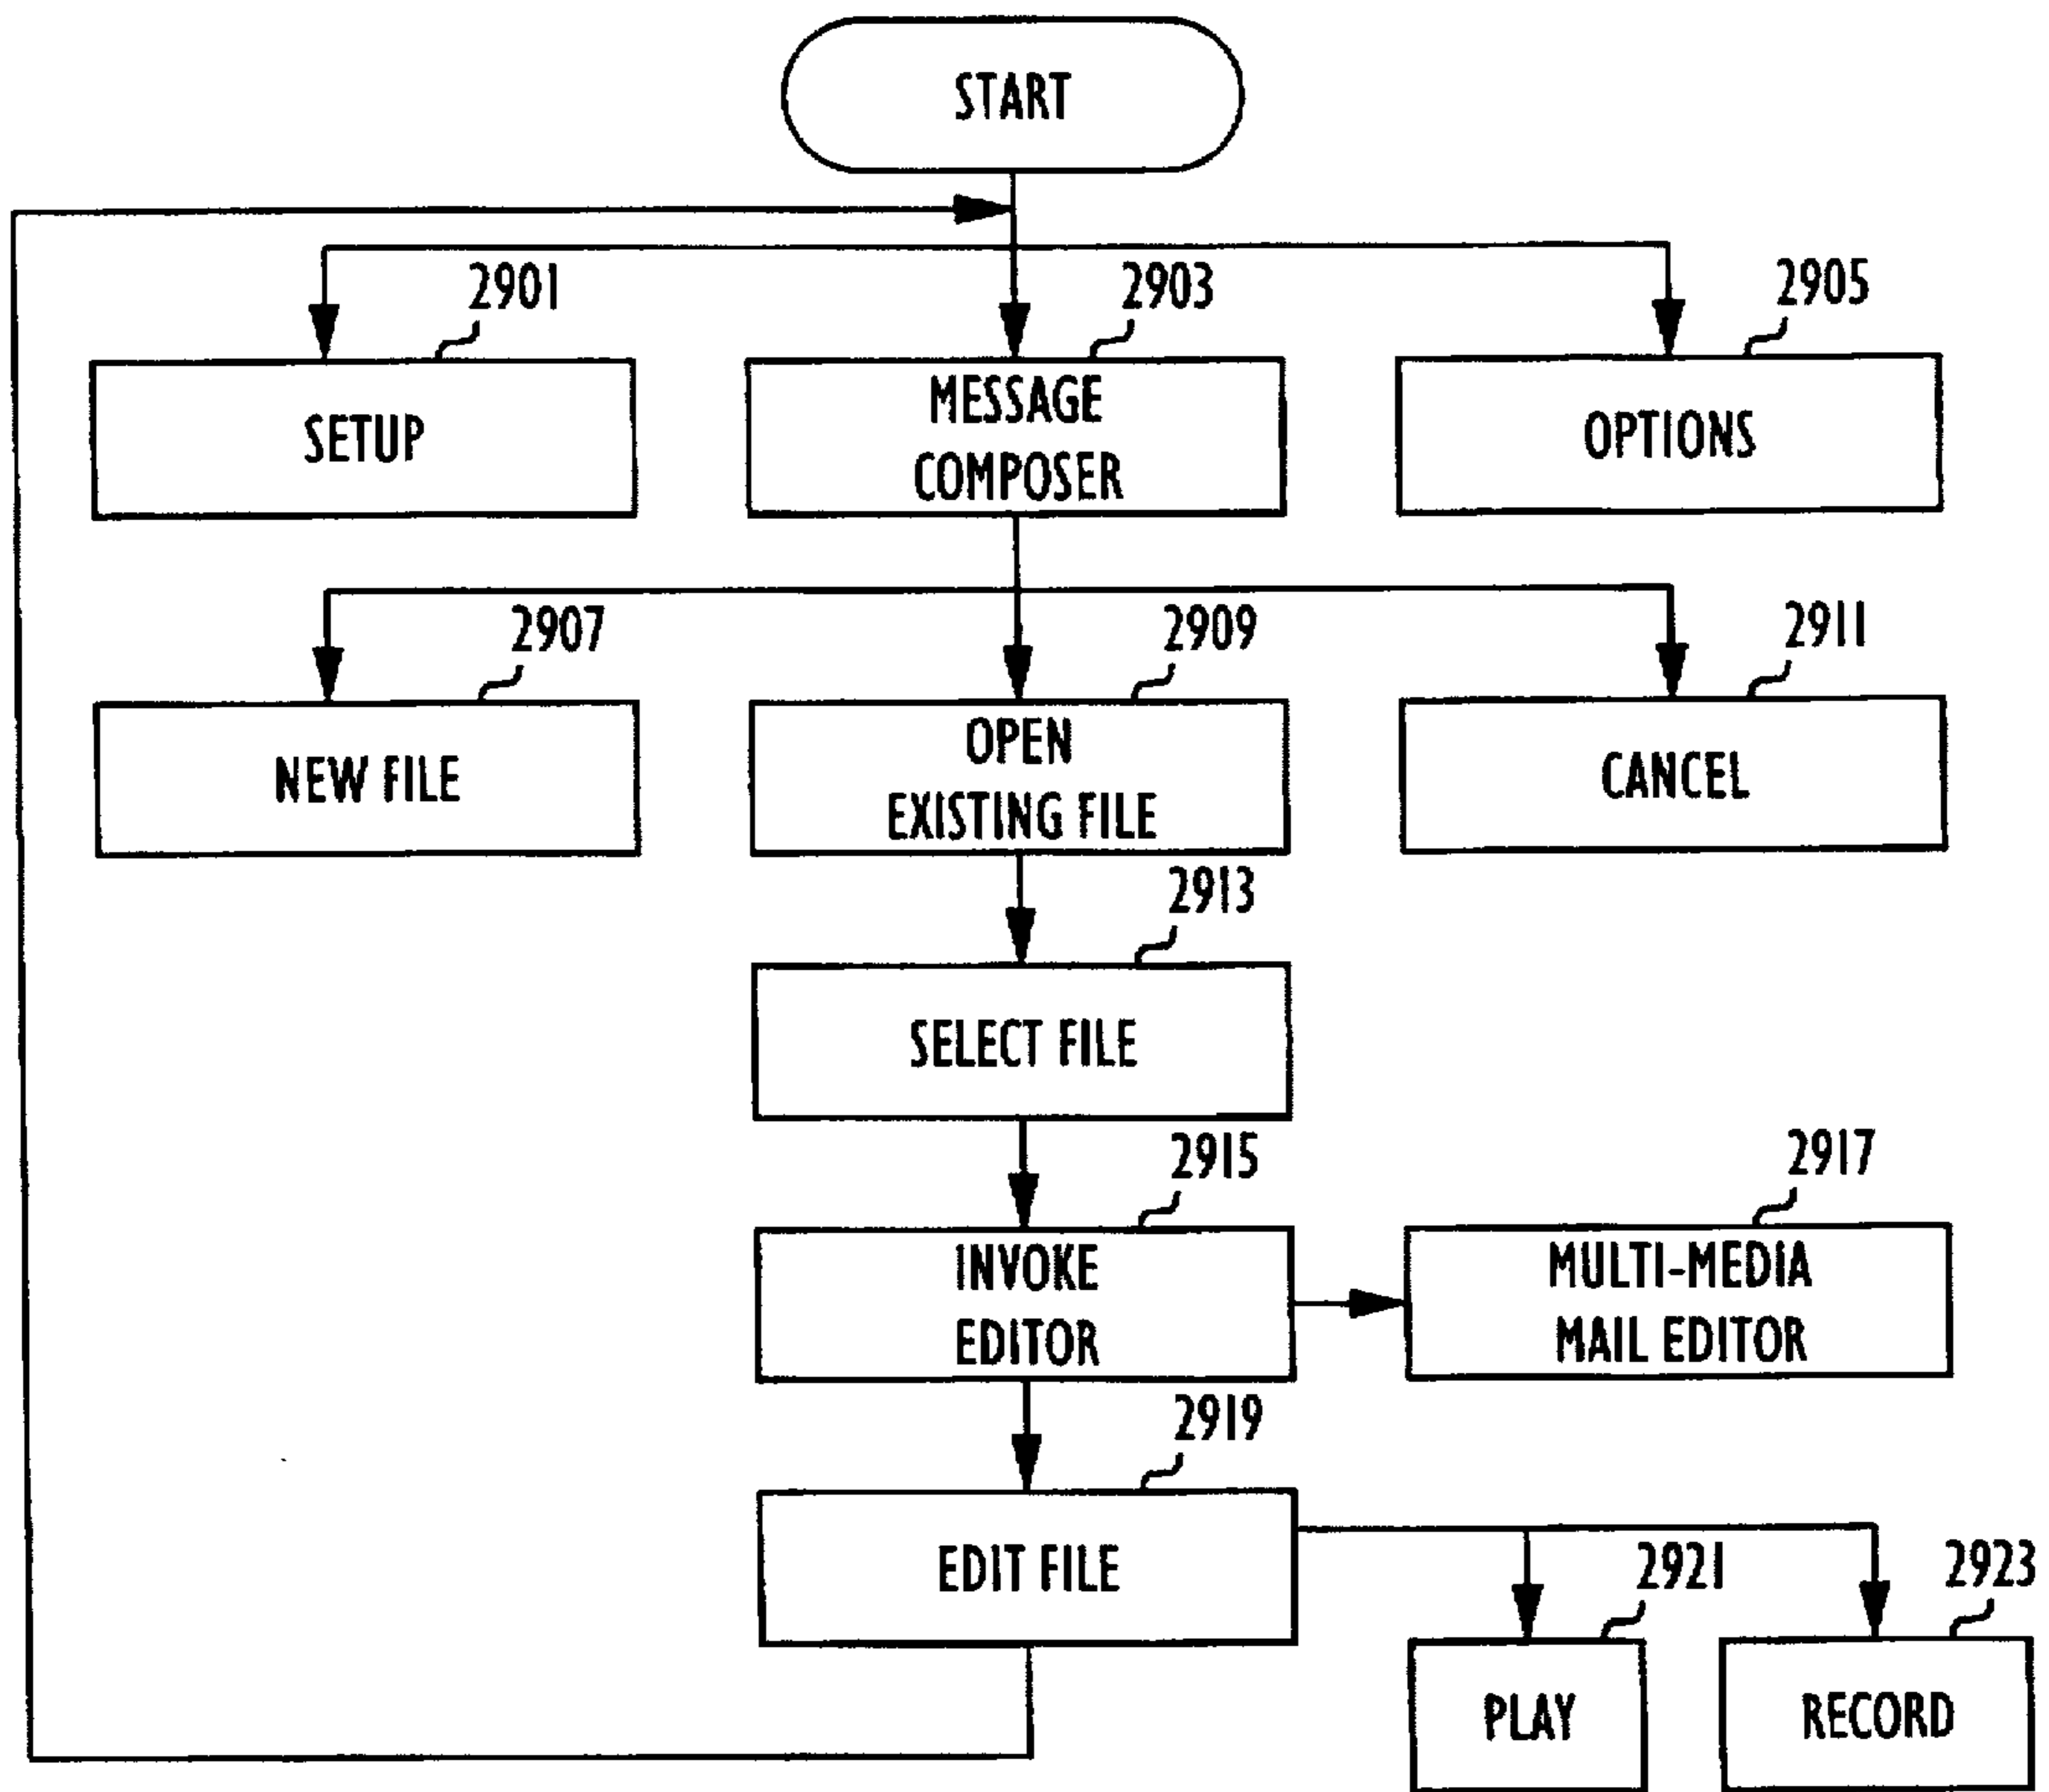 START
2901
2903
2905
SETUP
MESSAGE
COMPOSER
OPTIONS
2907
2909
2911
NEW FILE
OPEN
EXISTING FILE
CANCEL
2913
SELECT FILE
2915
2917
INVOKE
EDITOR
MULTI-MEDIA
MAIL EDITOR
2919
EDIT FILE
2921
2923
PLAY
RECORD